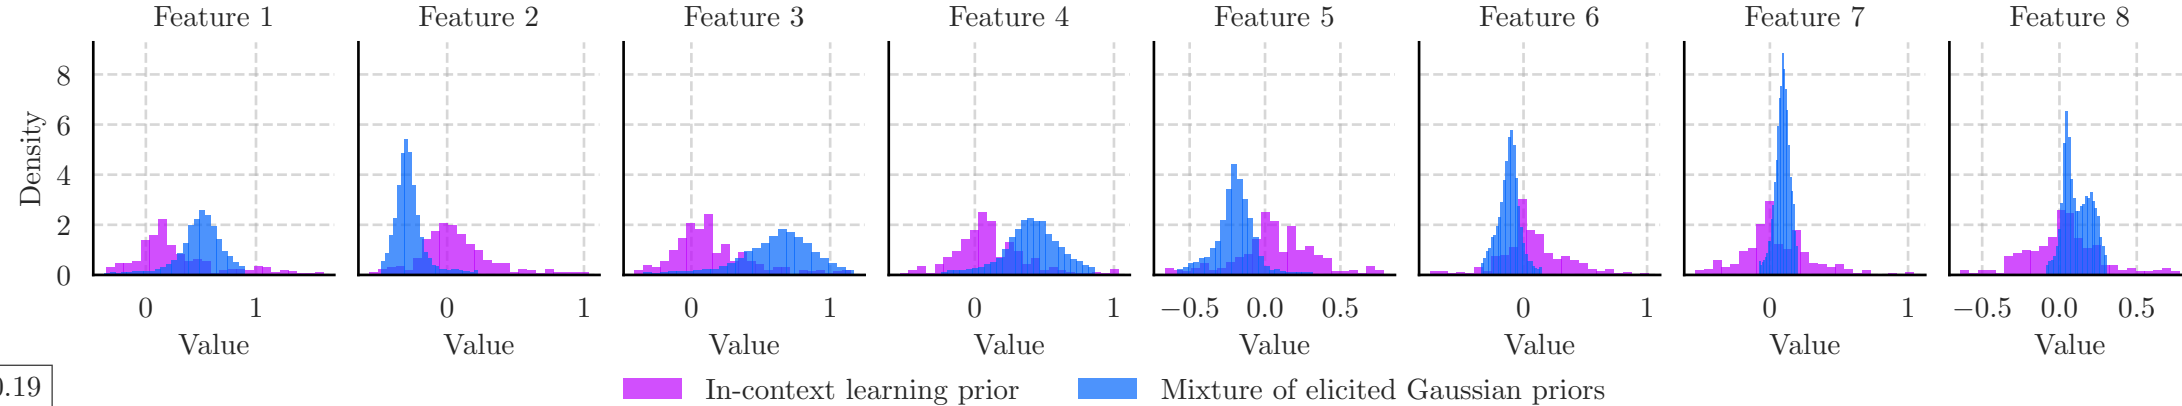 Feature 1 Feature 2 Feature 3 Feature 4 Feature 5 Feature 6 Feature 7 Feature 8
8
6
4
2
0
Density
0 1 0 1 0 1 0 1 −0.5 0.0 0.5 0 1 0 1 −0.5 0.0 0.5
Value Value Value Value Value Value Value Value
0.19
In-context learning prior Mixture of elicited Gaussian priors